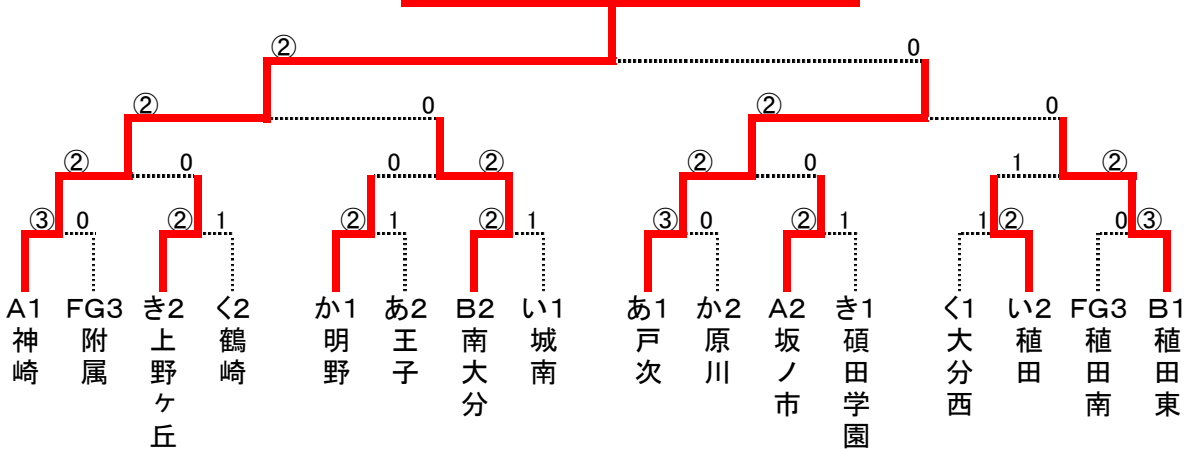 ② 0
② 0 ② 0
② 0 0 ② ② 0 1 ②
③ 0 ② 1 ② 1 ② 1 ③ 0 ② 1 1 ② 0 ③
A1 FG3 き2 く2 か1 あ2 B2 い1 あ1 か2 A2 き1 く1 い2 FG3 B1
神崎
附属
上野ヶ丘
鶴崎
明野
王子
南大分
城南
戸次
原川
坂ノ市
碩田学園
大分西
稙田
稙田南
稙田東